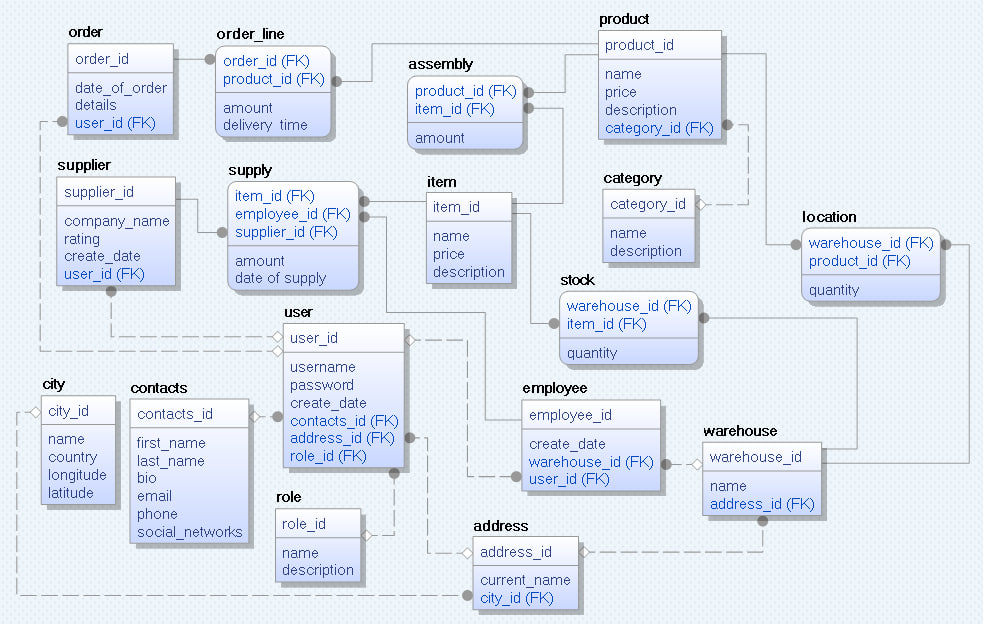 order
order_id
date_of_order
details
user_id (FK)
order_line
order_id (FK)
product_id (FK)
amount
delivery_time
assembly
product_id (FK)
item_id (FK)
amount
product
product_id
name
price
description
category_id (FK)
supplier
supplier_id
company_name
rating
create_date
user_id (FK)
supply
item_id (FK)
employee_id (FK)
supplier_id (FK)
amount
date of supply
item
item_id
name
price
description
category
category_id
name
description
location
warehouse_id (FK)
product_id (FK)
quantity
stock
warehouse_id (FK)
item_id (FK)
quantity
user
user_id
username
password
create_date
contacts_id (FK)
address_id (FK)
role_id (FK)
city
city_id
name
country
longitude
latitude
contacts
contacts_id
first_name
last_name
bio
email
phone
social_networks
employee
employee_id
create_date
warehouse_id (FK)
user_id (FK)
warehouse
warehouse_id
name
address_id (FK)
role
role_id
name
description
address
address_id
current_name
city_id (FK)